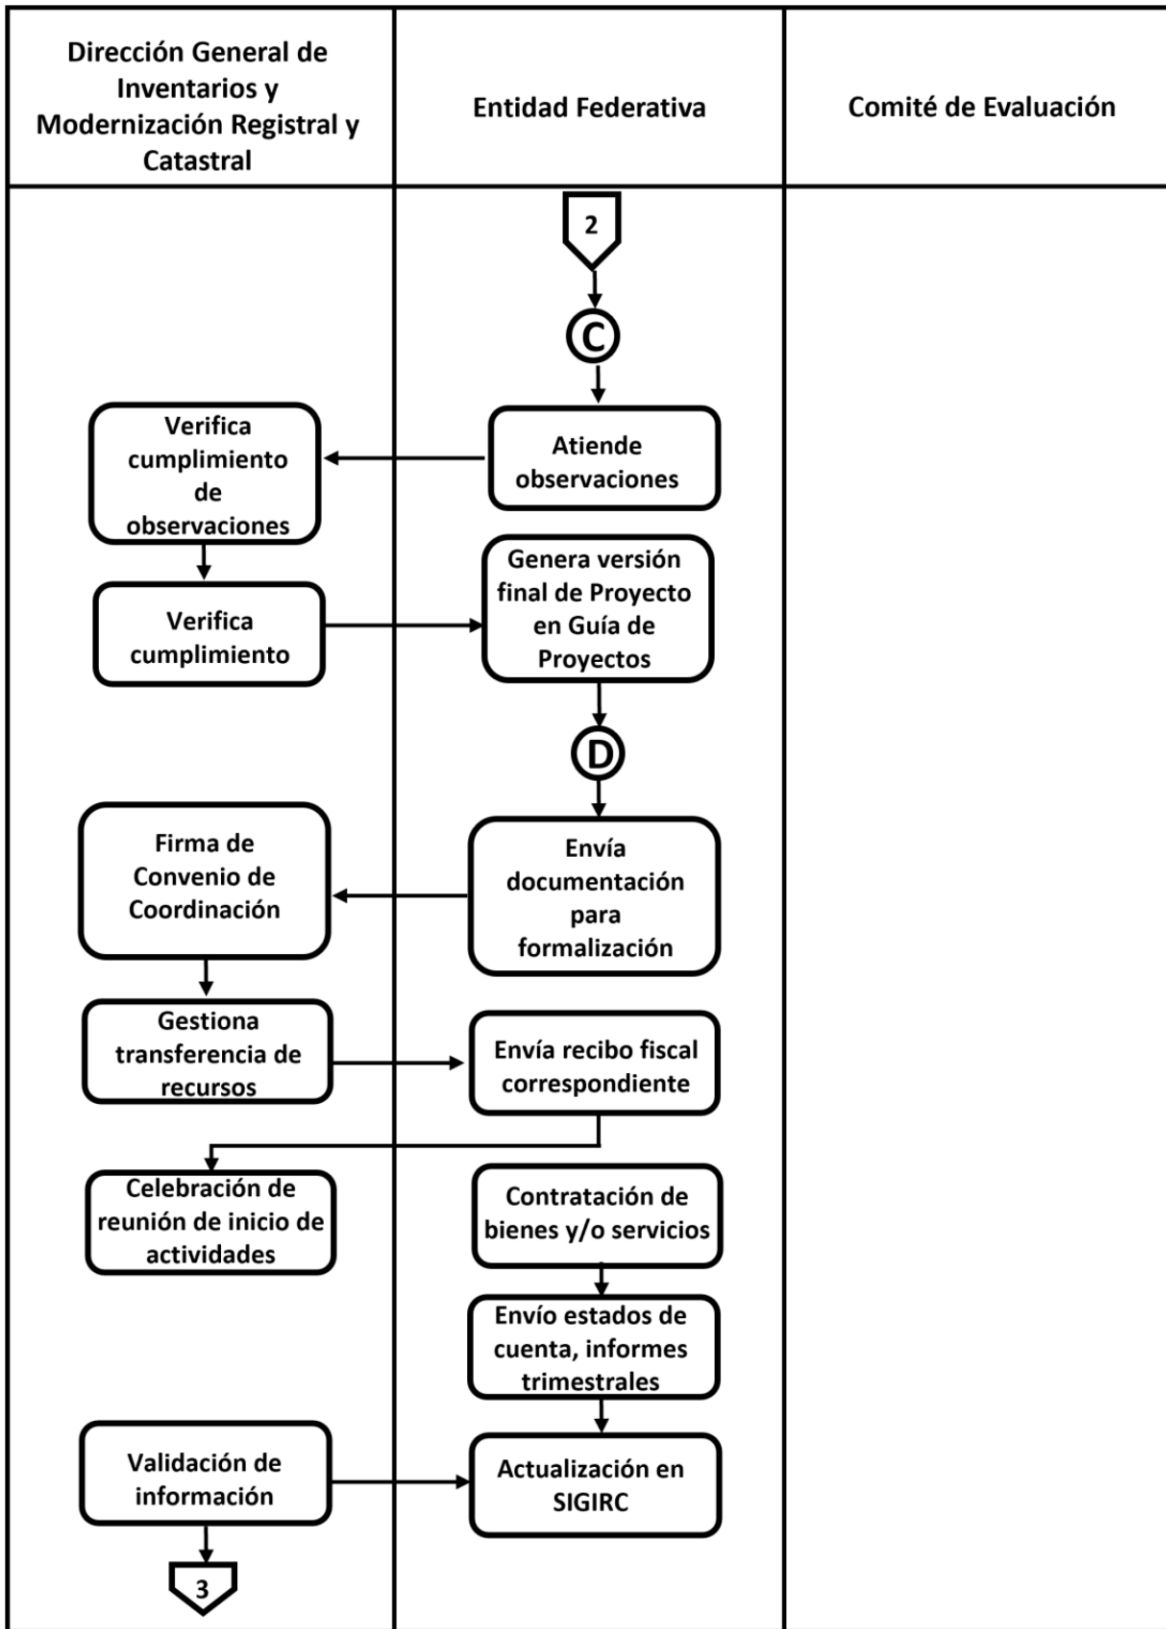 Dirección General de
Inventarios y
Modernización Registral y
Catastral
Entidad Federativa
Comité de Evaluación
2
C
Atiende
observaciones
Verifica
cumplimiento
de
observaciones
Verifica
cumplimiento
Genera versión
final de Proyecto
en Guía de
Proyectos
D
Envía
documentación
para
formalización
Firma de
Convenio de
Coordinación
Gestiona
transferencia de
recursos
Envía recibo fiscal
correspondiente
Celebración de
reunión de inicio de
actividades
Contratación de
bienes y/o servicios
Envío estados de
cuenta, informes
trimestrales
Validación de
información
Actualización en
SIGIRC
3